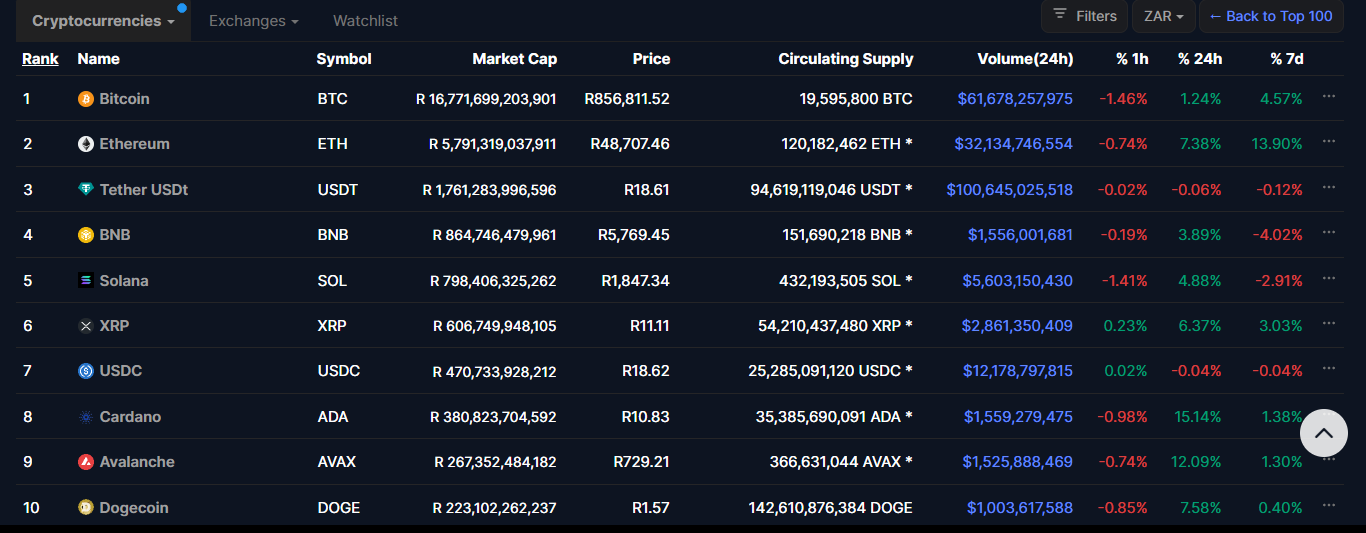 Cryptocurrencies Exchanges Watchlist Filters ZAR ← Back to Top 100
Rank Name Symbol Market Cap Price Circulating Supply Volume(24h) % 1h % 24h % 7d
1 Bitcoin BTC R 16,771,699,203,901 R856,811.52 19,595,800 BTC $61,678,257,975 -1.46% 1.24% 4.57% ...
2 Ethereum ETH R 5,791,319,037,911 R48,707.46 120,182,462 ETH * $32,134,746,554 -0.74% 7.38% 13.90% ...
3 Tether USDt USDT R 1,761,283,996,596 R18.61 94,619,119,046 USDT * $100,645,025,518 -0.02% -0.06% -0.12% ...
4 BNB BNB R 864,746,479,961 R5,769.45 151,690,218 BNB * $1,556,001,681 -0.19% 3.89% -4.02% ...
5 Solana SOL R 798,406,325,262 R1,847.34 432,193,505 SOL * $5,603,150,430 -1.41% 4.88% -2.91% ...
6 XRP XRP R 606,749,948,105 R11.11 54,210,437,480 XRP * $2,861,350,409 0.23% 6.37% 3.03% ...
7 USDC USDC R 470,733,928,212 R18.62 25,285,091,120 USDC * $12,178,797,815 0.02% -0.04% -0.04% ...
8 Cardano ADA R 380,823,704,592 R10.83 35,385,690,091 ADA * $1,559,279,475 -0.98% 15.14% 1.38%
9 Avalanche AVAX R 267,352,484,182 R729.21 366,631,044 AVAX * $1,525,888,469 -0.74% 12.09% 1.30% ...
10 Dogecoin DOGE R 223,102,262,237 R1.57 142,610,876,384 DOGE $1,003,617,588 -0.85% 7.58% 0.40% ...